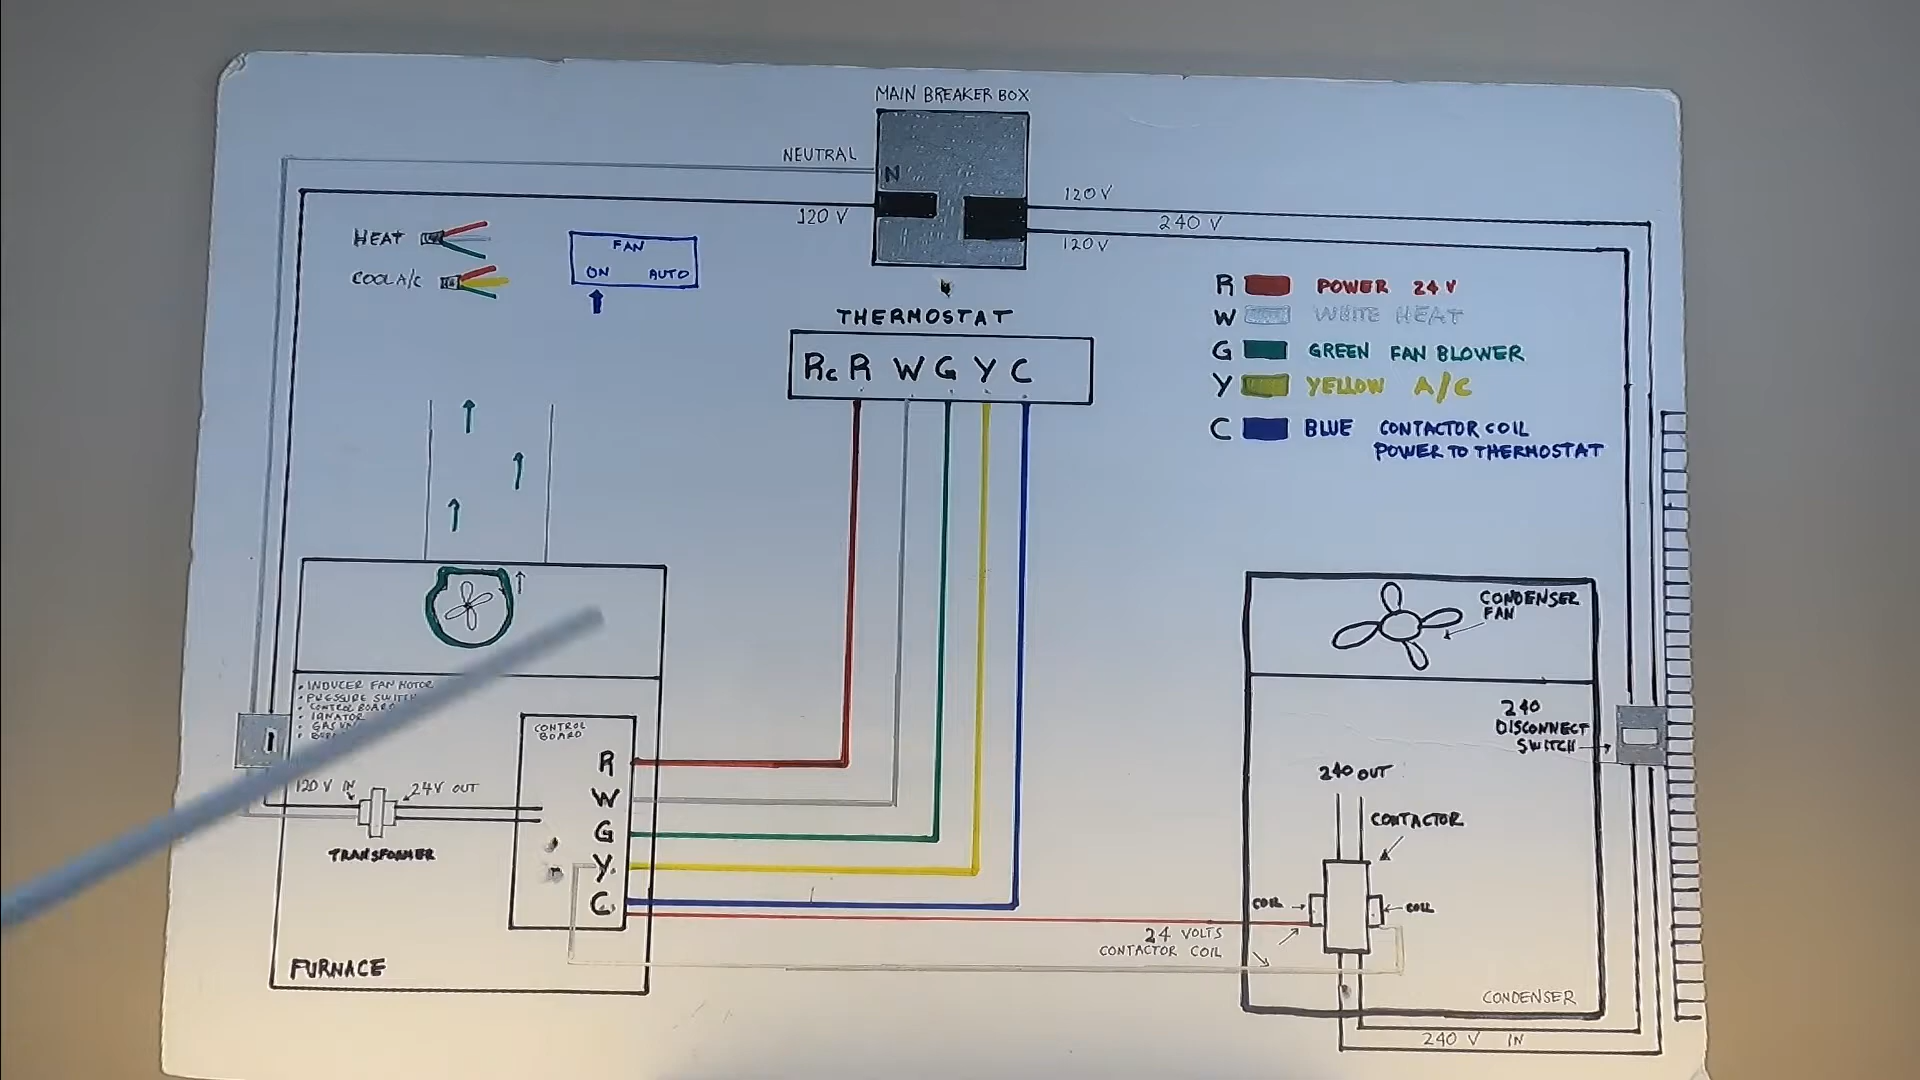 MAIN BREAKER BOX
NEUTRAL
N
120 V
120 V
240 V
120 V
HEAT
COOL A/C
FAN
ON AUTO
THERMOSTAT
Rc R W G Y C
R POWER 24 V
W WHITE HEAT
G GREEN FAN BLOWER
Y YELLOW A/C
C BLUE CONTACTOR COIL
POWER TO THERMOSTAT
• INDUCER FAN MOTOR
• PRESSURE SWITCH
• CONTROL BOARD
• IGNATOR
• GAS
CONTROL
BOARD
R
W
G
Y
C
120 V IN
24V OUT
TRANSFORMER
FURNACE
24 VOLTS
CONTACTOR COIL
CONDENSER
FAN
240
DISCONNECT
SWITCH
240 OUT
CONTACTOR
COIL
COIL
CONDENSER
240 V IN